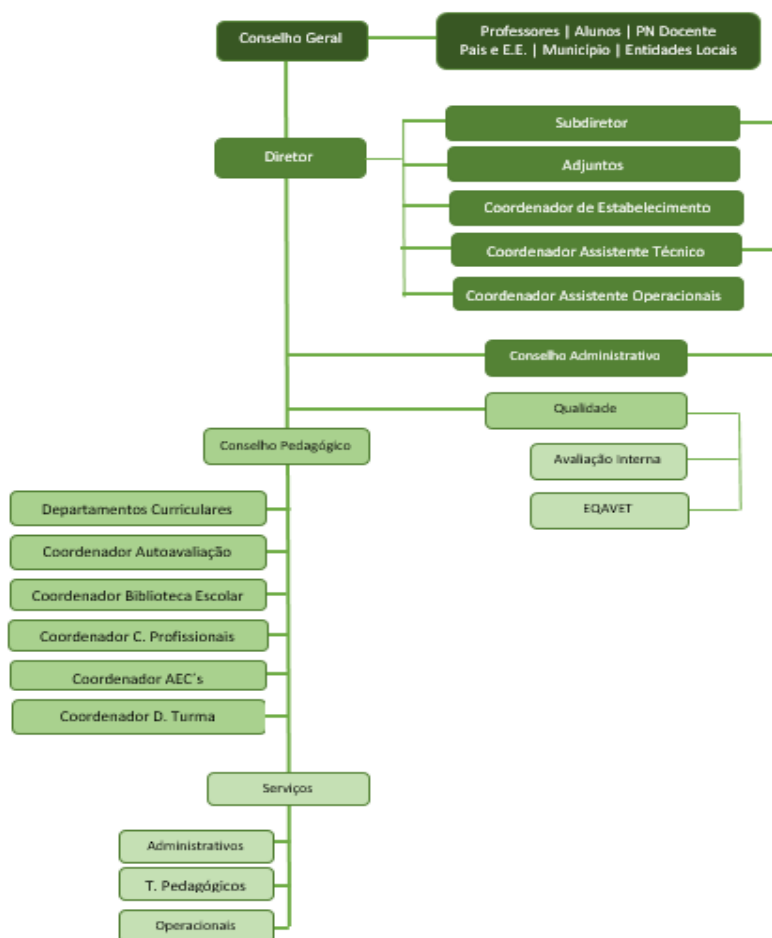 Conselho Geral
Professores | Alunos | PN Docente
Pais e E.E. | Município | Entidades Locais
Diretor
Subdiretor
Adjuntos
Coordenador de Estabelecimento
Coordenador Assistente Técnico
Coordenador Assistente Operacionais
Conselho Administrativo
Qualidade
Avaliação Interna
EQAVET
Conselho Pedagógico
Departamentos Curriculares
Coordenador Autoavaliação
Coordenador Biblioteca Escolar
Coordenador C. Profissionais
Coordenador AEC´s
Coordenador D. Turma
Serviços
Administrativos
T. Pedagógicos
Operacionais